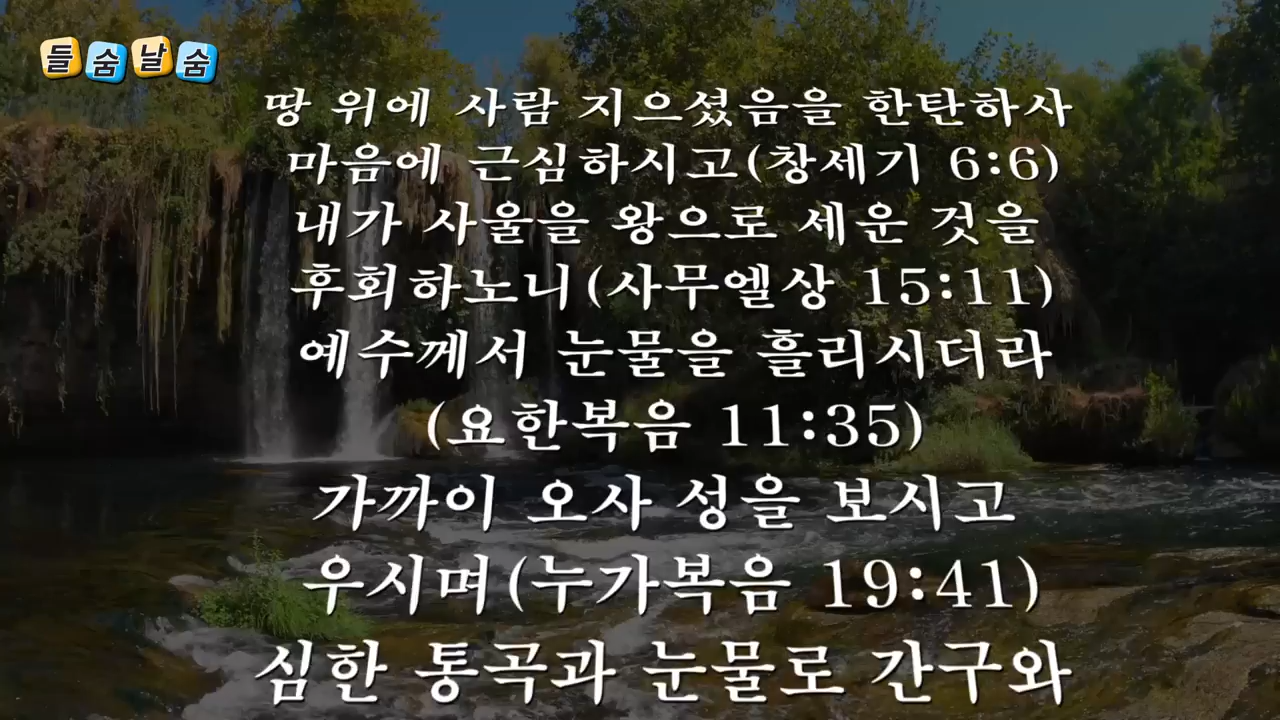 들숨날숨
땅 위에 사람 지으셨음을 한탄하사
마음에 근심하시고(창세기 6:6)
내가 사울을 왕으로 세운 것을
후회하노니(사무엘상 15:11)
예수께서 눈물을 흘리시더라
(요한복음 11:35)
가까이 오사 성을 보시고
우시며(누가복음 19:41)
심한 통곡과 눈물로 간구와